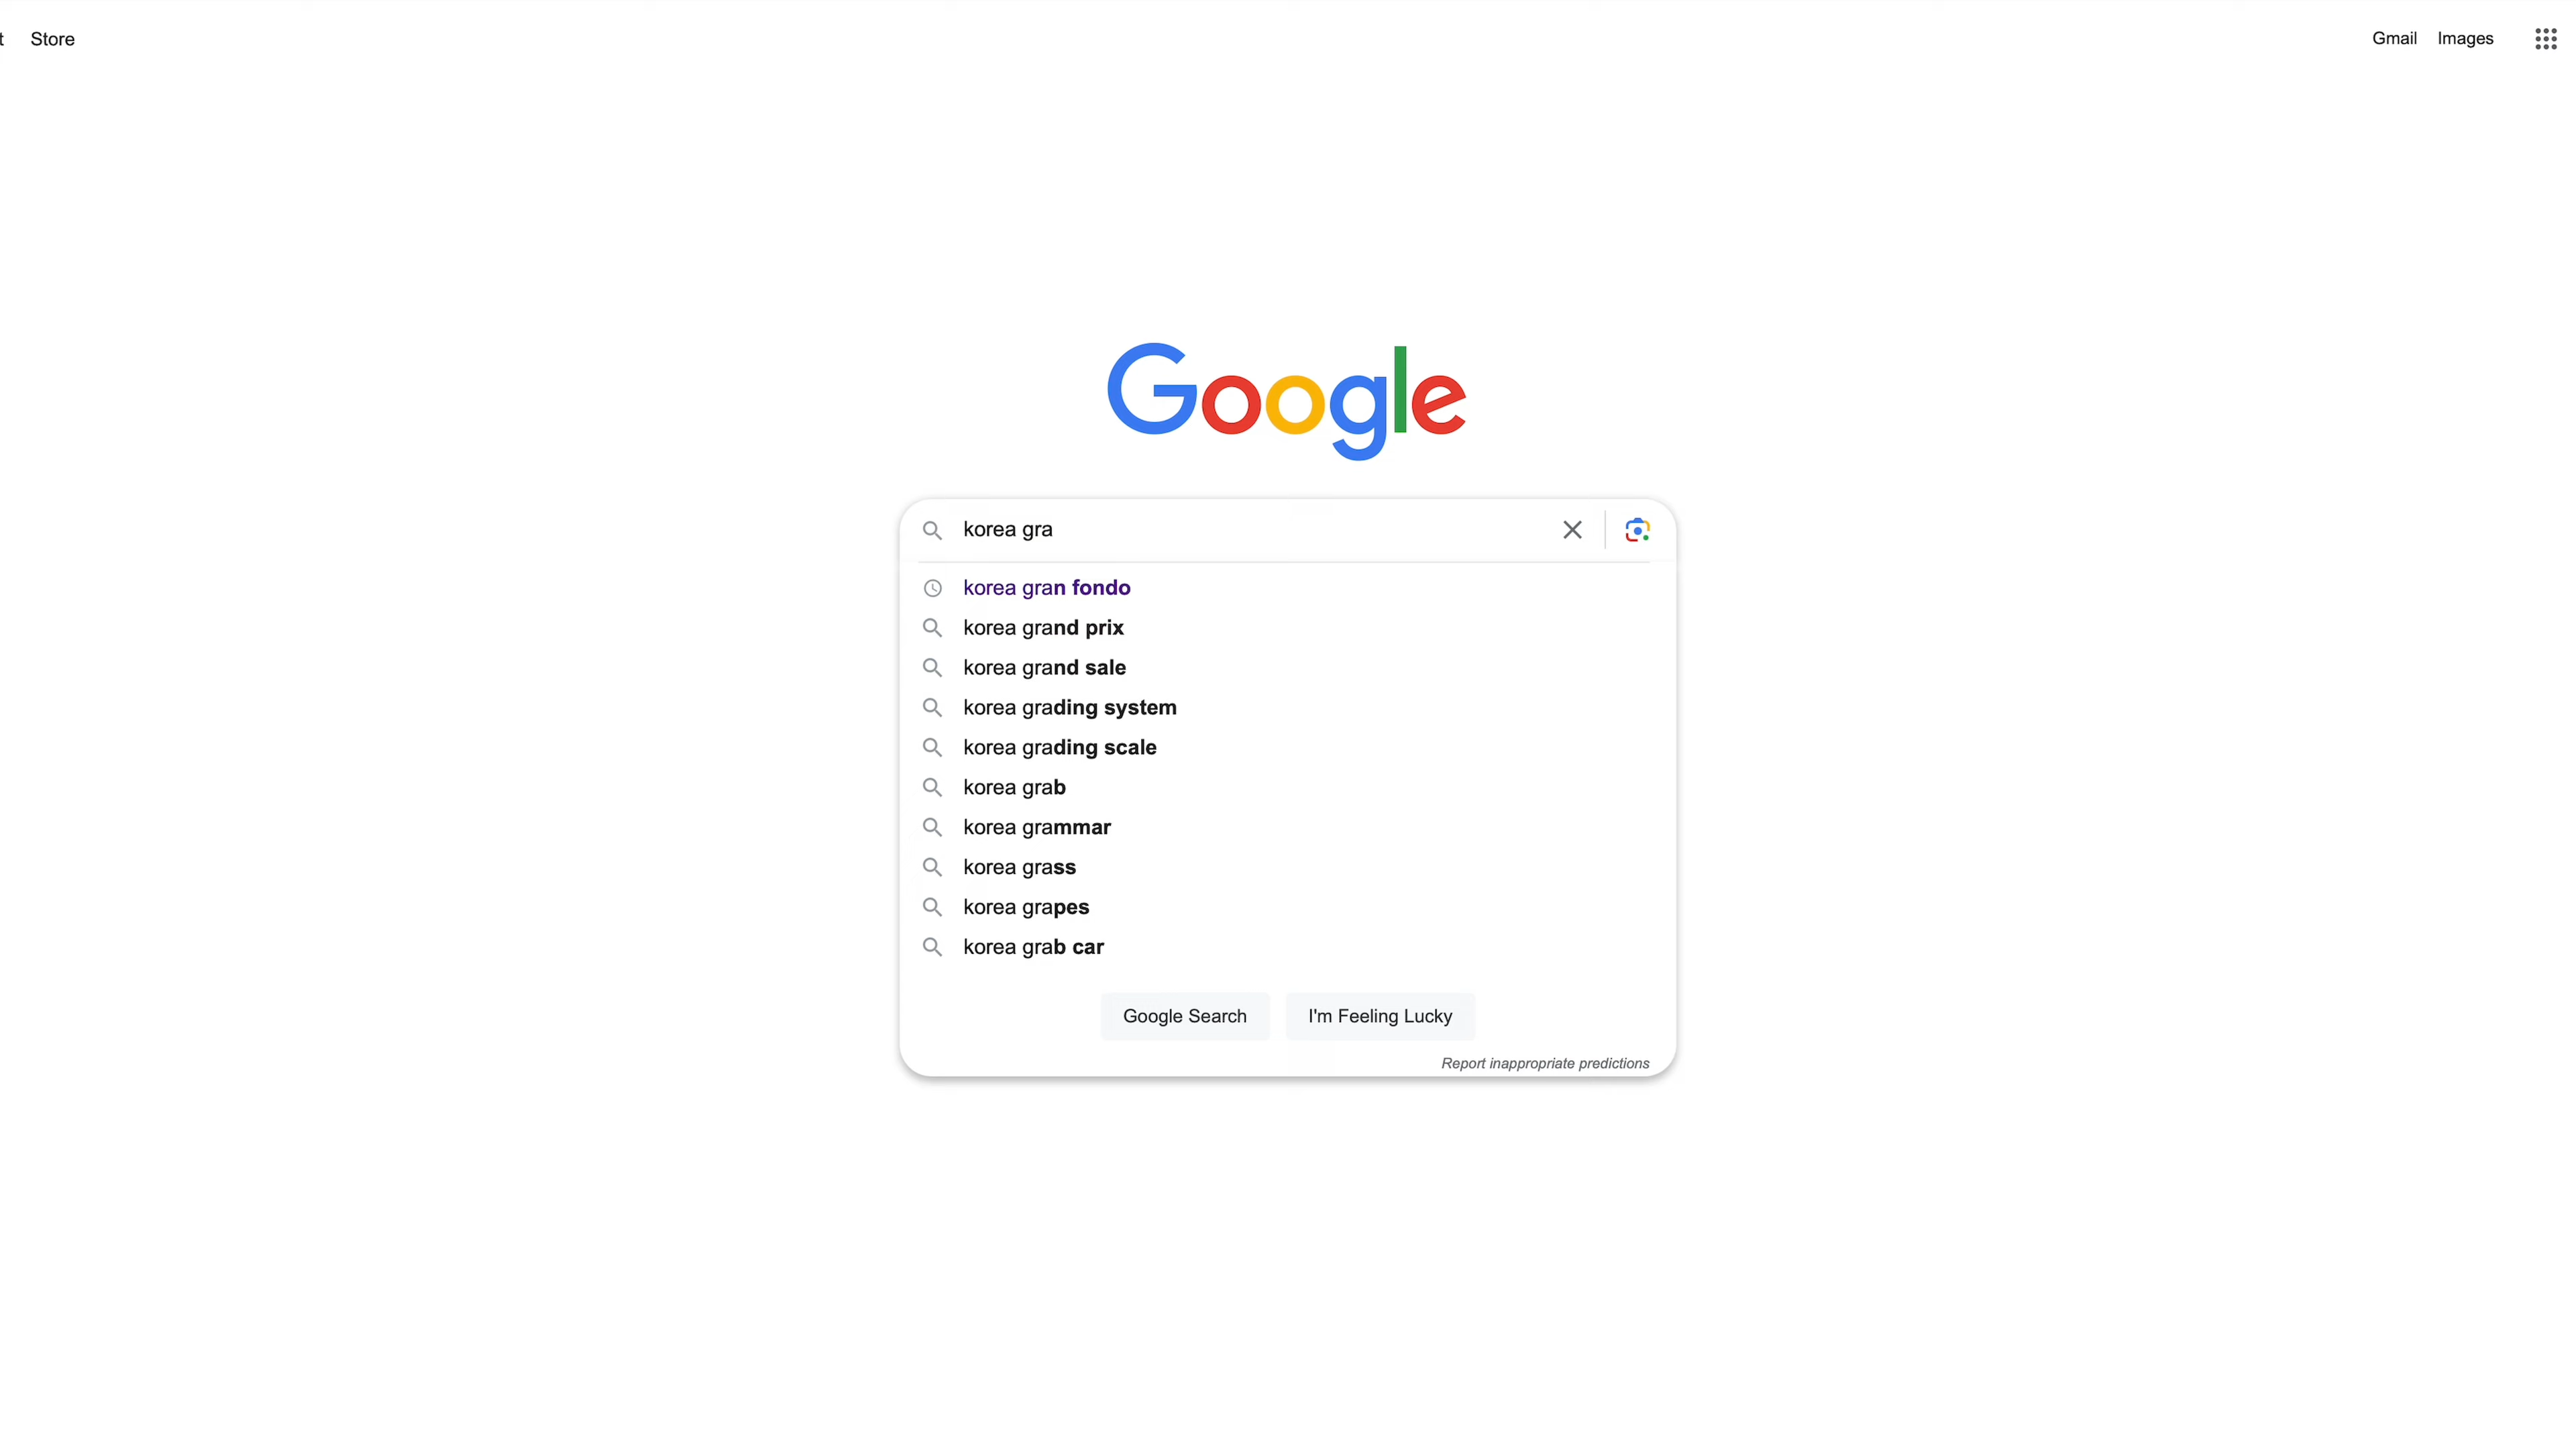 Store
Gmail Images
Google
korea gra
korea gran fondo
korea grand prix
korea grand sale
korea grading system
korea grading scale
korea grab
korea grammar
korea grass
korea grapes
korea grab car
Google Search I'm Feeling Lucky
Report inappropriate predictions